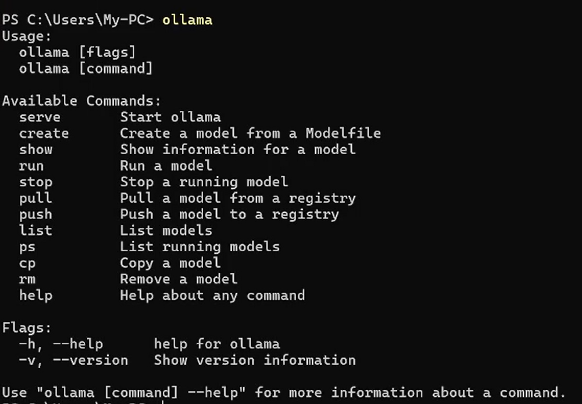 PS C:\Users\My-PC> ollama
Usage:
  ollama [flags]
  ollama [command]

Available Commands:
  serve       Start ollama
  create      Create a model from a Modelfile
  show        Show information for a model
  run         Run a model
  stop        Stop a running model
  pull        Pull a model from a registry
  push        Push a model to a registry
  list        List models
  ps          List running models
  cp          Copy a model
  rm          Remove a model
  help        Help about any command

Flags:
  -h, --help      help for ollama
  -v, --version   Show version information

Use "ollama [command] --help" for more information about a command.